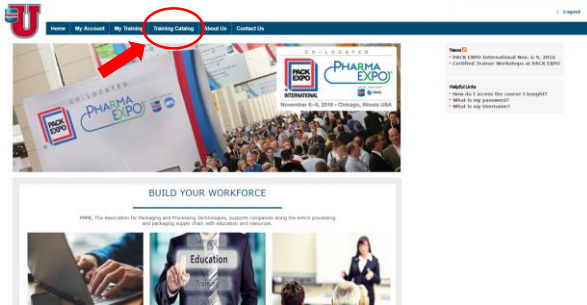 U
| Logout
Home My Account My Training Training Catalog About Us Contact Us
CO-LOCATED
PACK EXPO
PHARMA EXPO
CO-LOCATED
PACK EXPO INTERNATIONAL
PHARMA EXPO
November 6-9, 2016 • Chicago, Illinois USA
News
PACK EXPO International Nov. 6-9, 2016
Certified Trainer Workshops at PACK EXPO
Helpful Links
How do I access the course I bought?
What is my password?
What is my Username?
BUILD YOUR WORKFORCE
PMMI, The Association for Packaging and Processing Technologies, supports companies along the entire processing
and packaging supply chain with education and resources.
Learning
Education
Training